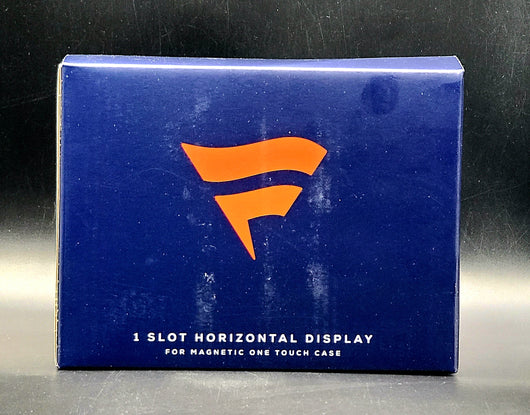 1 SLOT HORIZONTAL DISPLAY
FOR MAGNETIC ONE TOUCH CASE